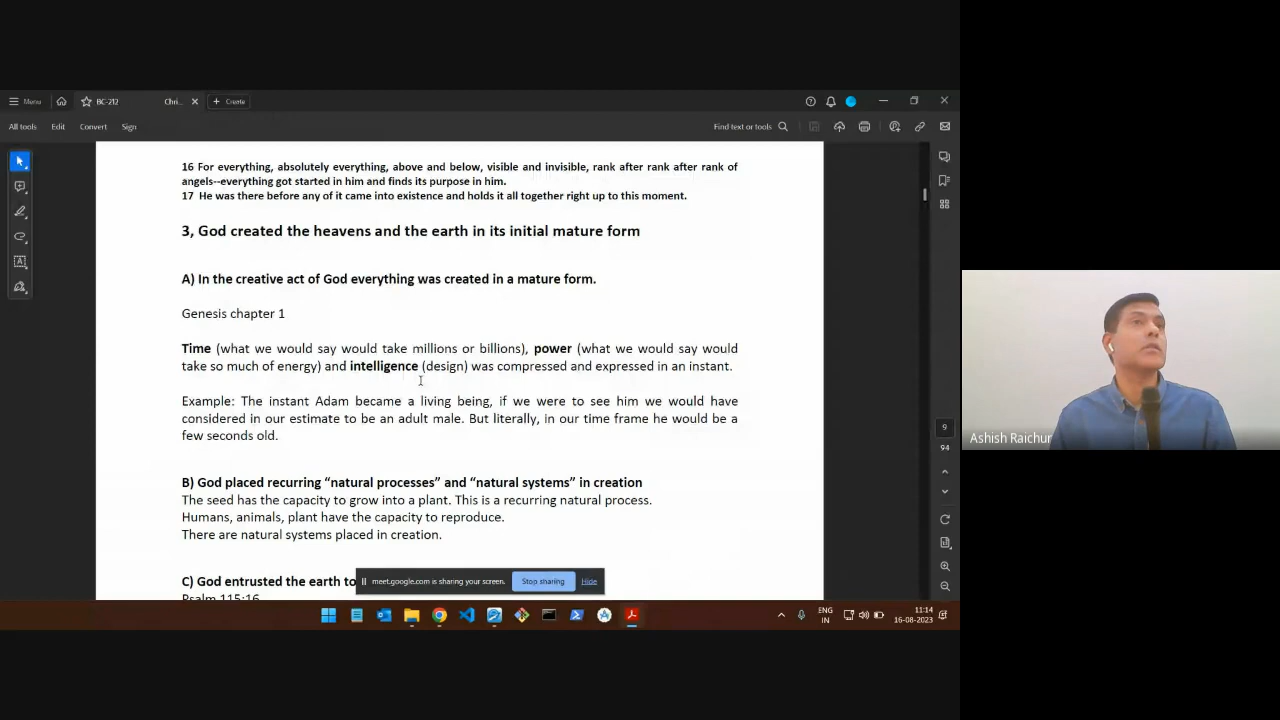 Menu
BC-212
Chri...
Create
All tools
Edit
Convert
Sign
Find text or tools
16 For everything, absolutely everything, above and below, visible and invisible, rank after rank after rank of
angels--everything got started in him and finds its purpose in him.
17 He was there before any of it came into existence and holds it all together right up to this moment.
3, God created the heavens and the earth in its initial mature form
A) In the creative act of God everything was created in a mature form.
Genesis chapter 1
Time (what we would say would take millions or billions), power (what we would say would
take so much of energy) and intelligence (design) was compressed and expressed in an instant.
Example: The instant Adam became a living being, if we were to see him we would have
considered in our estimate to be an adult male. But literally, in our time frame he would be a
few seconds old.
B) God placed recurring “natural processes” and “natural systems” in creation
The seed has the capacity to grow into a plant. This is a recurring natural process.
Humans, animals, plant have the capacity to reproduce.
There are natural systems placed in creation.
C) God entrusted the earth to
Psalm 115:16
meet.google.com is sharing your screen.
Stop sharing
Hide
9
94
ENG
IN
11:14
16-08-2023
Ashish Raichur